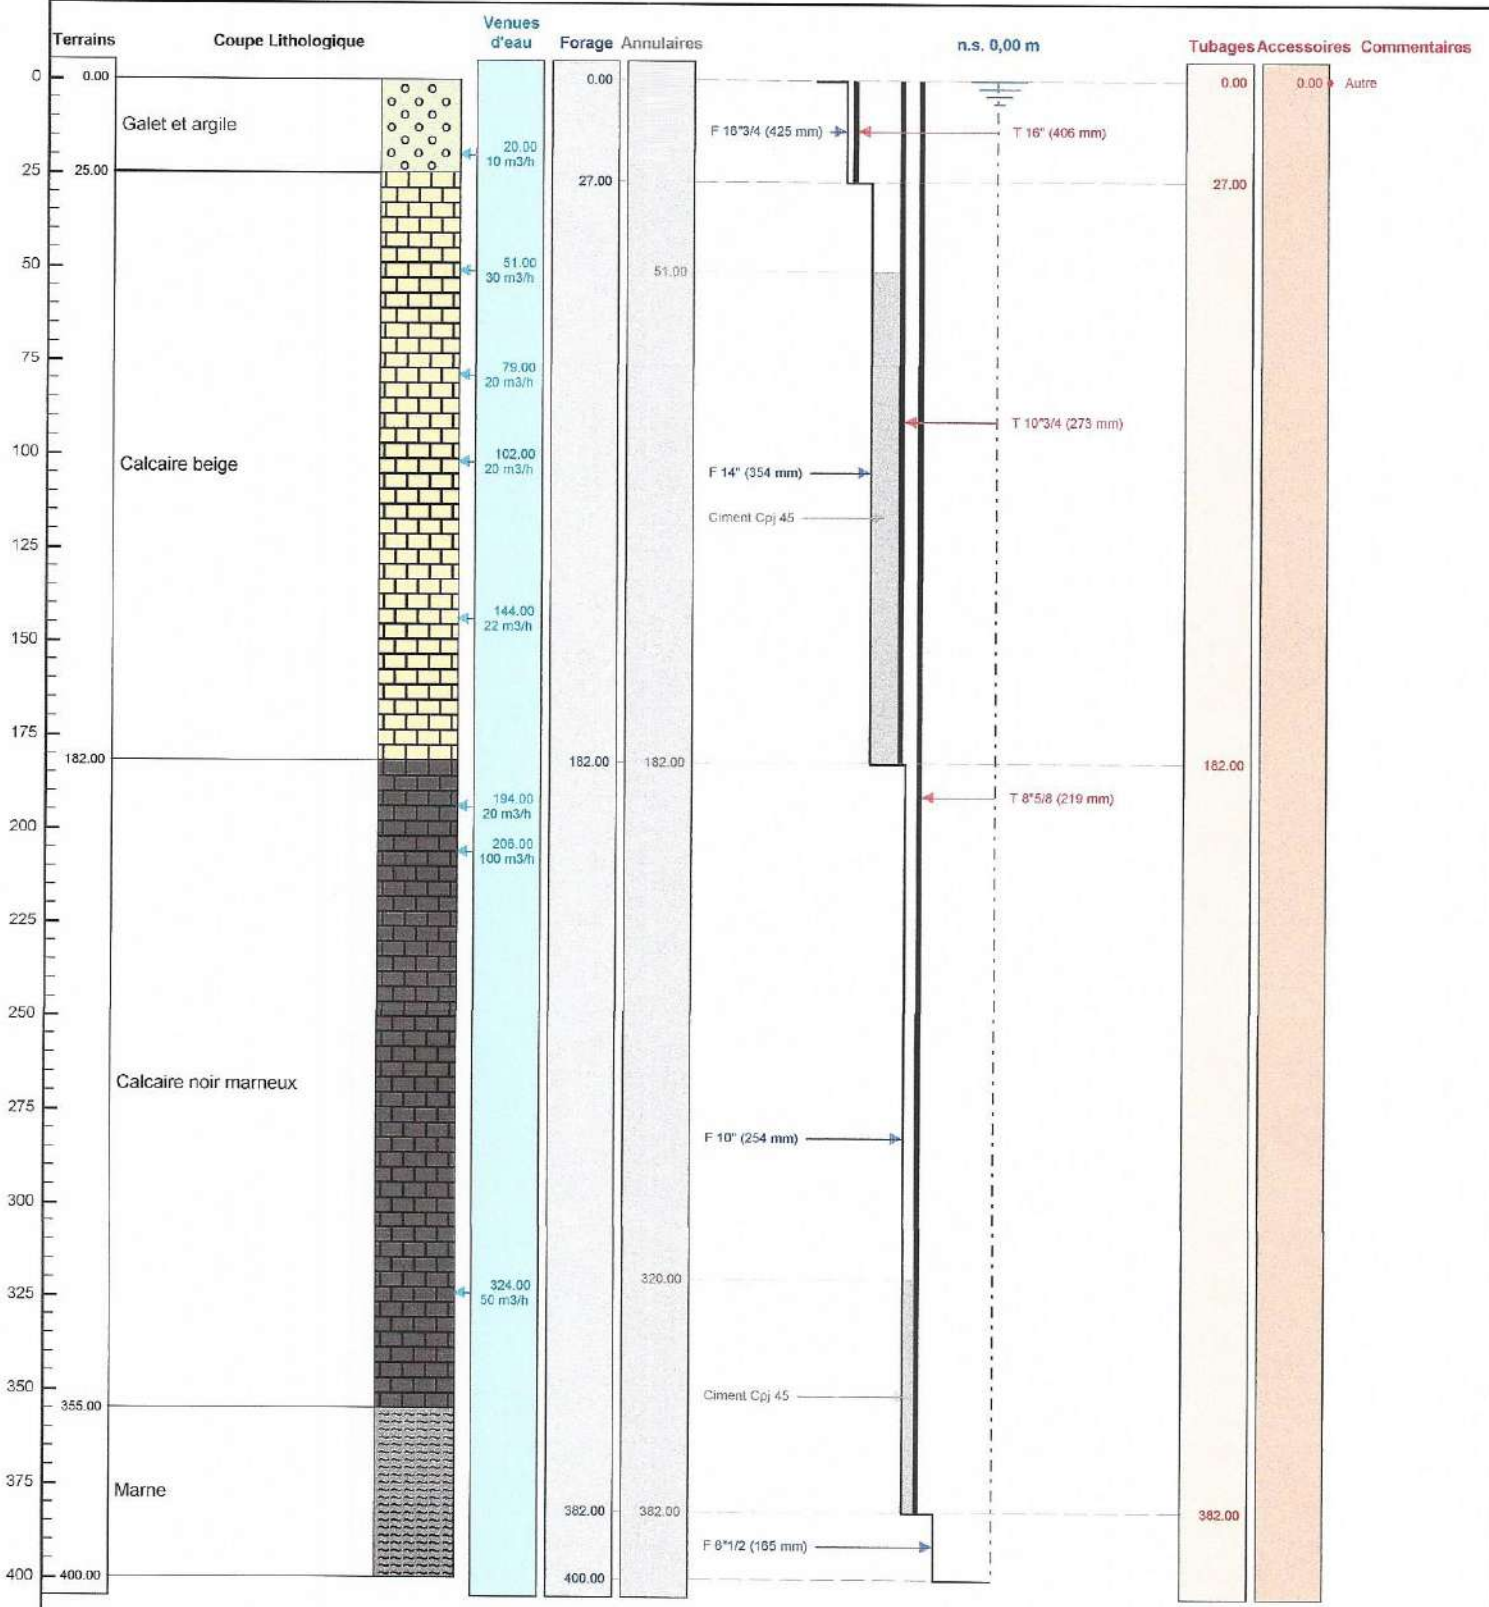 Terrains
Coupe Lithologique
Venues
d'eau
Forage
Annulaires
n.s. 0,00 m
Tubages
Accessoires
Commentaires
0
25
50
75
100
125
150
175
200
225
250
275
300
325
350
375
400
0.00
25.00
182.00
355.00
400.00
Galet et argile
Calcaire beige
Calcaire noir marneux
Marne
20.00
10 m3/h
51.00
30 m3/h
79.00
20 m3/h
102.00
20 m3/h
144.00
22 m3/h
194.00
20 m3/h
206.00
100 m3/h
324.00
50 m3/h
0.00
27.00
182.00
382.00
400.00
51.00
182.00
320.00
382.00
F 16"3/4 (425 mm)
T 16" (406 mm)
T 10"3/4 (273 mm)
F 14" (354 mm)
Ciment Cpj 45
T 8"5/8 (219 mm)
F 10" (254 mm)
Ciment Cpj 45
F 6"1/2 (165 mm)
0.00
27.00
182.00
382.00
0.00
Autre